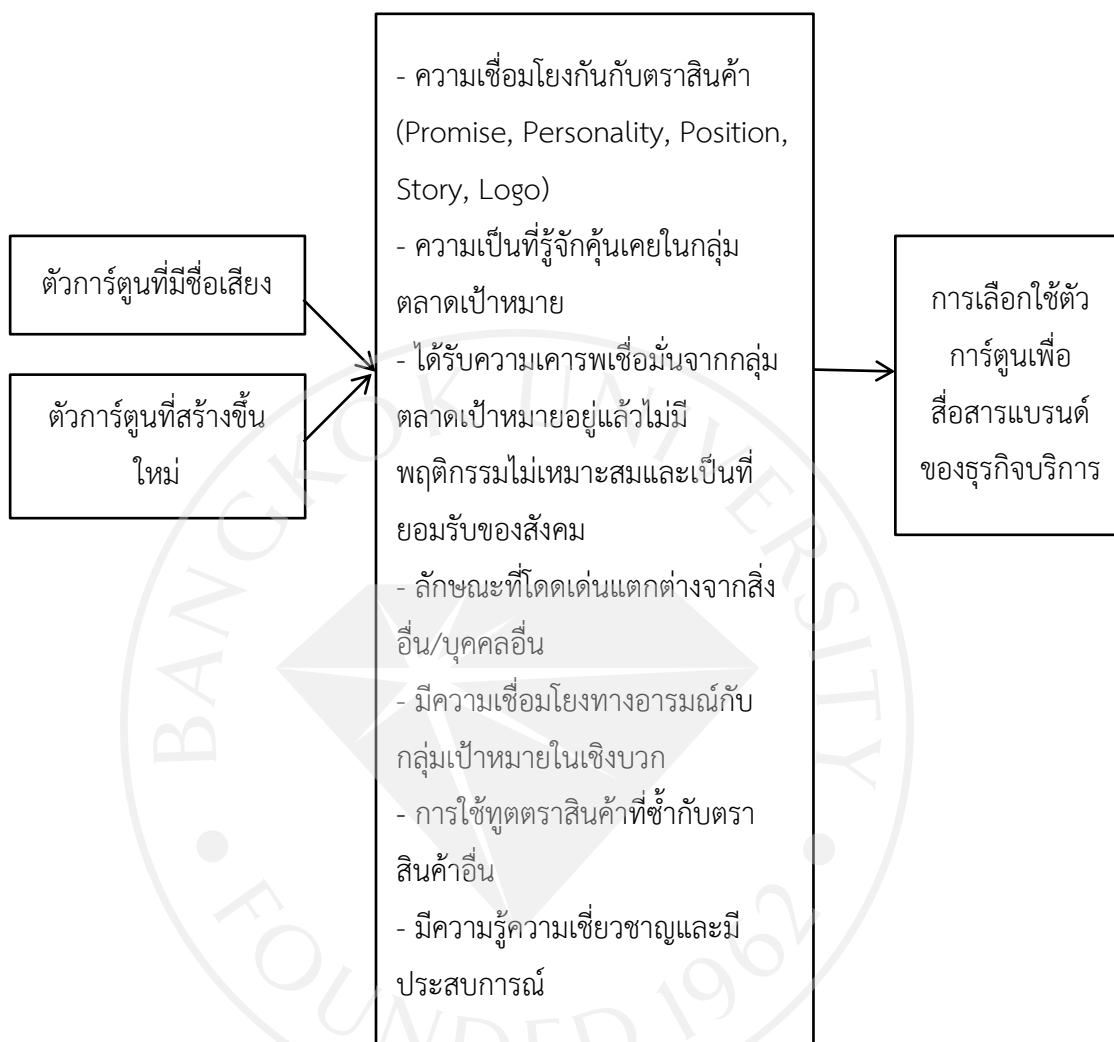 ตัวการ์ตูนที่มีชื่อเสียง
ตัวการ์ตูนที่สร้างขึ้น
ใหม่
- ความเชื่อมโยงกันกับตราสินค้า
(Promise, Personality, Position,
Story, Logo)
- ความเป็นที่รู้จักคุ้นเคยในกลุ่ม
ตลาดเป้าหมาย
- ได้รับความเคารพเชื่อมั่นจากกลุ่ม
ตลาดเป้าหมายอยู่แล้วไม่มี
พฤติกรรมไม่เหมาะสมและเป็นที่
ยอมรับของสังคม
- ลักษณะที่โดดเด่นแตกต่างจากสิ่ง
อื่น/บุคคลอื่น
- มีความเชื่อมโยงทางอารมณ์กับ
กลุ่มเป้าหมายในเชิงบวก
- การใช้ทูตตราสินค้าที่ซ้ำกับตรา
สินค้าอื่น
- มีความรู้ความเชี่ยวชาญและมี
ประสบการณ์
การเลือกใช้ตัว
การ์ตูนเพื่อ
สื่อสารแบรนด์
ของธุรกิจบริการ
BANGKOK UNIVERSITY
FOUNDED 1962